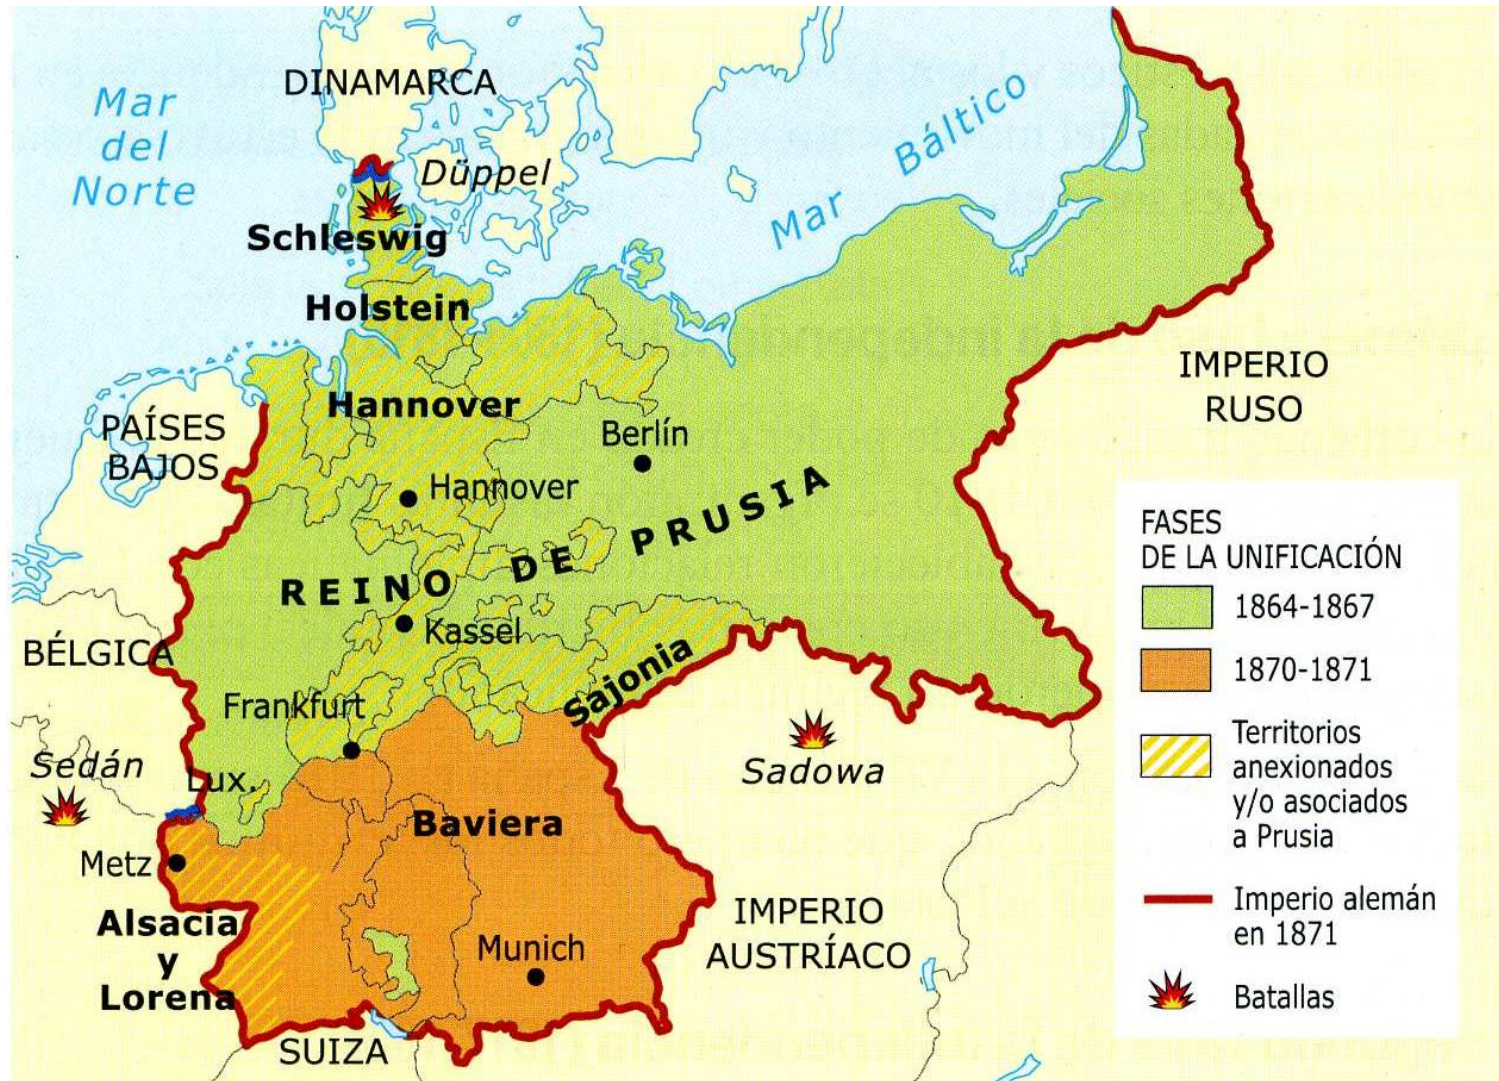 DINAMARCA
Mar
del
Norte
Mar Báltico
Düppel
Schleswig
Holstein
IMPERIO
RUSO
PAÍSES
BAJOS
Hannover
Berlín
Hannover
REINO DE PRUSIA
Kassel
BÉLGICA
Sajonia
Frankfurt
Sedán
Lux.
Sadowa
Baviera
Metz
Alsacia
y
Lorena
Munich
IMPERIO
AUSTRÍACO
SUIZA
FASES
DE LA UNIFICACIÓN
1864-1867
1870-1871
Territorios
anexionados
y/o asociados
a Prusia
Imperio alemán
en 1871
Batallas